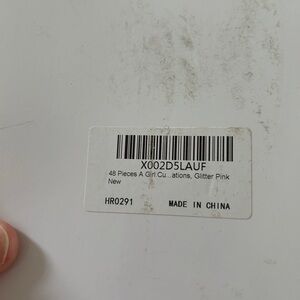 X002D5LAUF
48 Pieces A Girl Cu...ations, Glitter Pink
New
HR0291 MADE IN CHINA